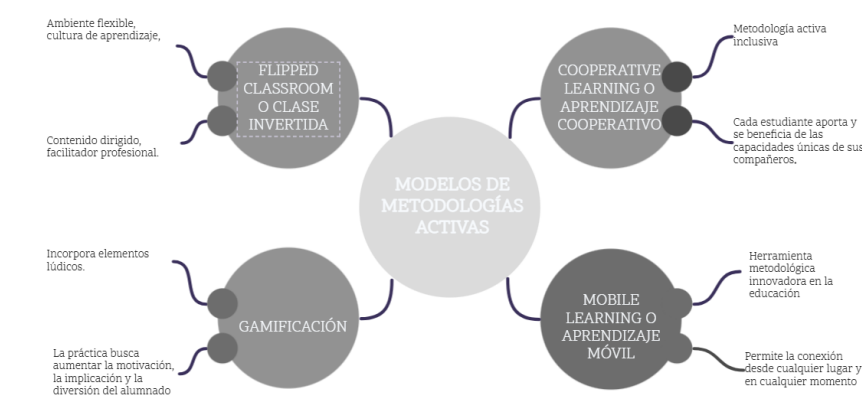 Ambiente flexible,
cultura de aprendizaje,
Contenido dirigido,
facilitador profesional.
FLIPPED
CLASSROOM
O CLASE
INVERTIDA
COOPERATIVE
LEARNING O
APRENDIZAJE
COOPERATIVO
Metodología activa
inclusiva
Cada estudiante aporta y
se beneficia de las
capacidades únicas de sus
compañeros.
MODELOS DE
METODOLOGÍAS
ACTIVAS
Incorpora elementos
lúdicos.
La práctica busca
aumentar la motivación,
la implicación y la
diversión del alumnado
GAMIFICACIÓN
MOBILE
LEARNING O
APRENDIZAJE
MÓVIL
Herramienta
metodológica
innovadora en la
educación
Permite la conexión
desde cualquier lugar y
en cualquier momento